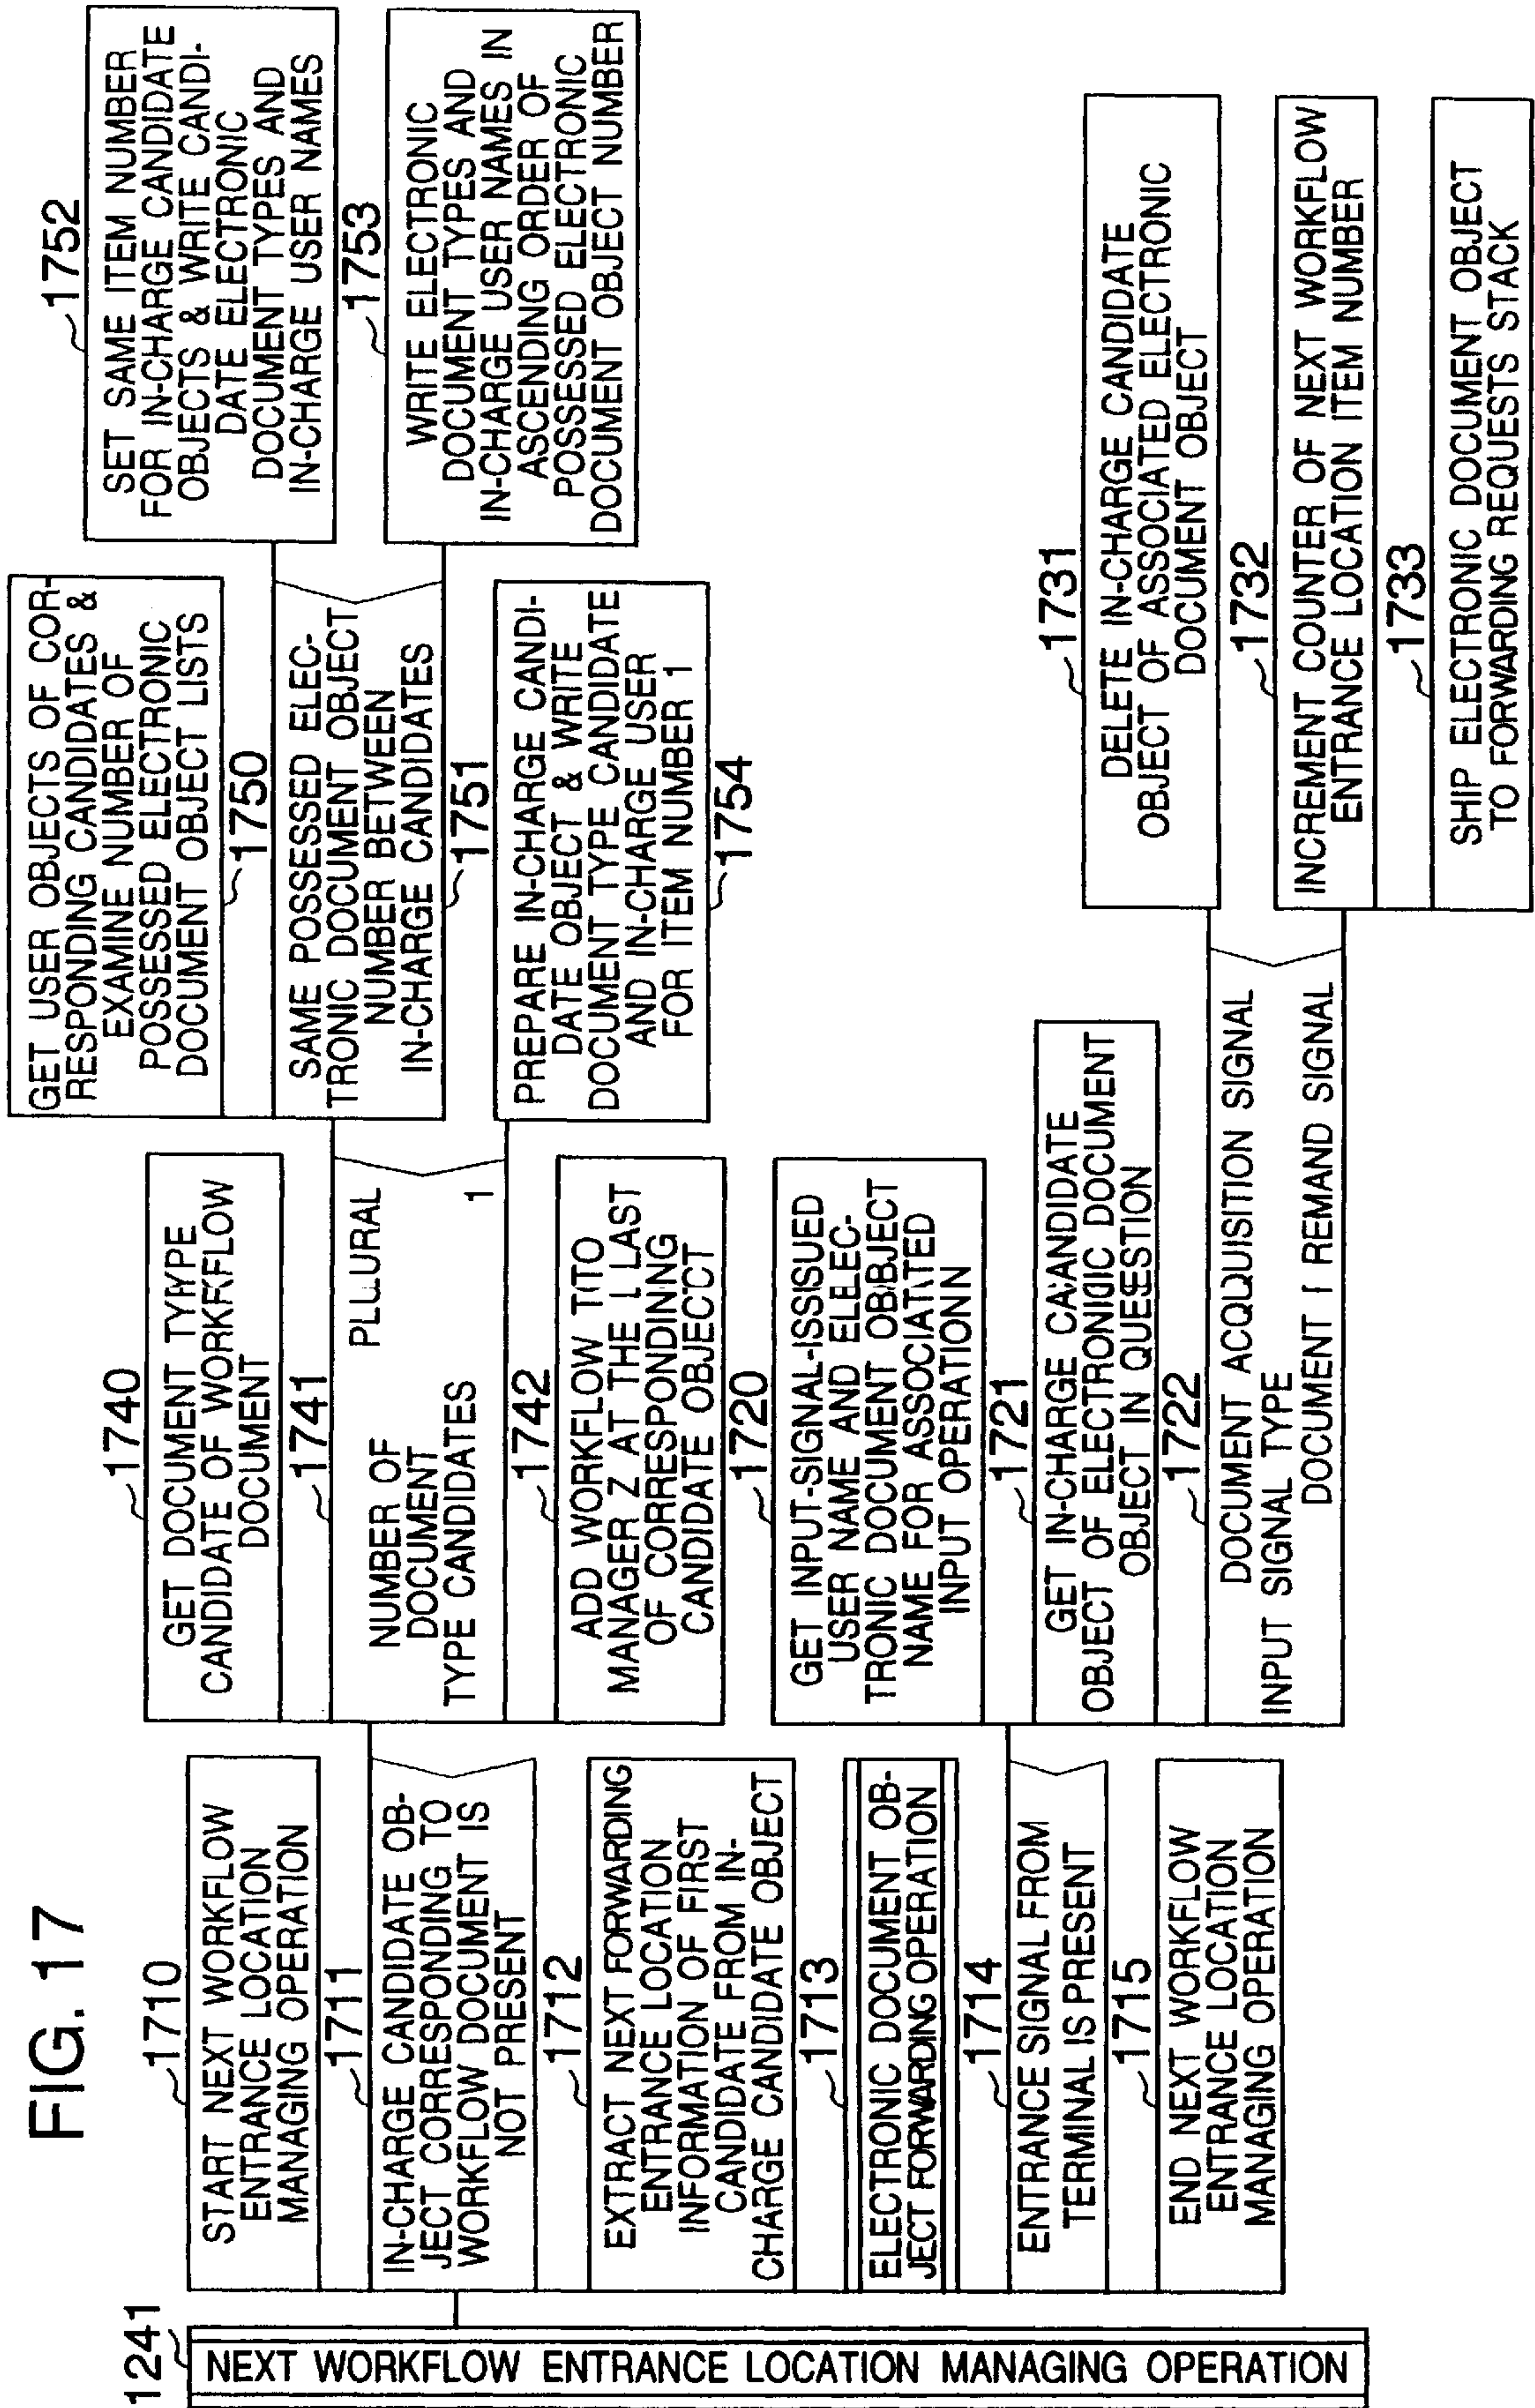 FIG. 17
1241
NEXT WORKFLOW ENTRANCE LOCATION MANAGING OPERATION
1710
START NEXT WORKFLOW
ENTRANCE LOCATION
MANAGING OPERATION
1711
IN-CHARGE CANDIDATE OB-
JECT CORRESPONDING TO
WORKFLOW DOCUMENT IS
NOT PRESENT
1712
EXTRACT NEXT FORWARDING
ENTRANCE LOCATION
INFORMATION OF FIRST
CANDIDATE FROM IN-
CHARGE CANDIDATE OBJECT
1713
ELECTRONIC DOCUMENT OB-
JECT FORWARDING OPERATION
1714
ENTRANCE SIGNAL FROM
TERMINAL IS PRESENT
1715
END NEXT WORKFLOW
ENTRANCE LOCATION
MANAGING OPERATION
1740
GET DOCUMENT TYPE
CANDIDATE OF WORKFLOW
DOCUMENT
1741
PLURAL
NUMBER OF
DOCUMENT
TYPE CANDIDATES
1
1742
ADD WORKFLOW TO
MANAGER Z AT THE LAST
OF CORRESPONDING
CANDIDATE OBJECT
1720
GET INPUT-SIGNAL-ISSUED
USER NAME AND ELEC-
TRONIC DOCUMENT OBJECT
NAME FOR ASSOCIATED
INPUT OPERATION
1721
GET IN-CHARGE CANDIDATE
OBJECT OF ELECTRONIC DOCUMENT
OBJECT IN QUESTION
1722
DOCUMENT ACQUISITION SIGNAL
INPUT SIGNAL TYPE
DOCUMENT REMAND SIGNAL
GET USER OBJECTS OF COR-
RESPONDING CANDIDATES &
EXAMINE NUMBER OF
POSSESSED ELECTRONIC
DOCUMENT OBJECT LISTS
1750
SAME POSSESSED ELEC-
TRONIC DOCUMENT OBJECT
NUMBER BETWEEN
IN-CHARGE CANDIDATES
1751
PREPARE IN-CHARGE CANDI-
DATE OBJECT & WRITE
DOCUMENT TYPE CANDIDATE
AND IN-CHARGE USER
FOR ITEM NUMBER 1
1754
1752
SET SAME ITEM NUMBER
FOR IN-CHARGE CANDIDATE
OBJECTS & WRITE CANDI-
DATE ELECTRONIC
DOCUMENT TYPES AND
IN-CHARGE USER NAMES
1753
WRITE ELECTRONIC
DOCUMENT TYPES AND
IN-CHARGE USER NAMES IN
ASCENDING ORDER OF
POSSESSED ELECTRONIC
DOCUMENT OBJECT NUMBER
1731
DELETE IN-CHARGE CANDIDATE
OBJECT OF ASSOCIATED ELECTRONIC
DOCUMENT OBJECT
1732
INCREMENT COUNTER OF NEXT WORKFLOW
ENTRANCE LOCATION ITEM NUMBER
1733
SHIP ELECTRONIC DOCUMENT OBJECT
TO FORWARDING REQUESTS STACK